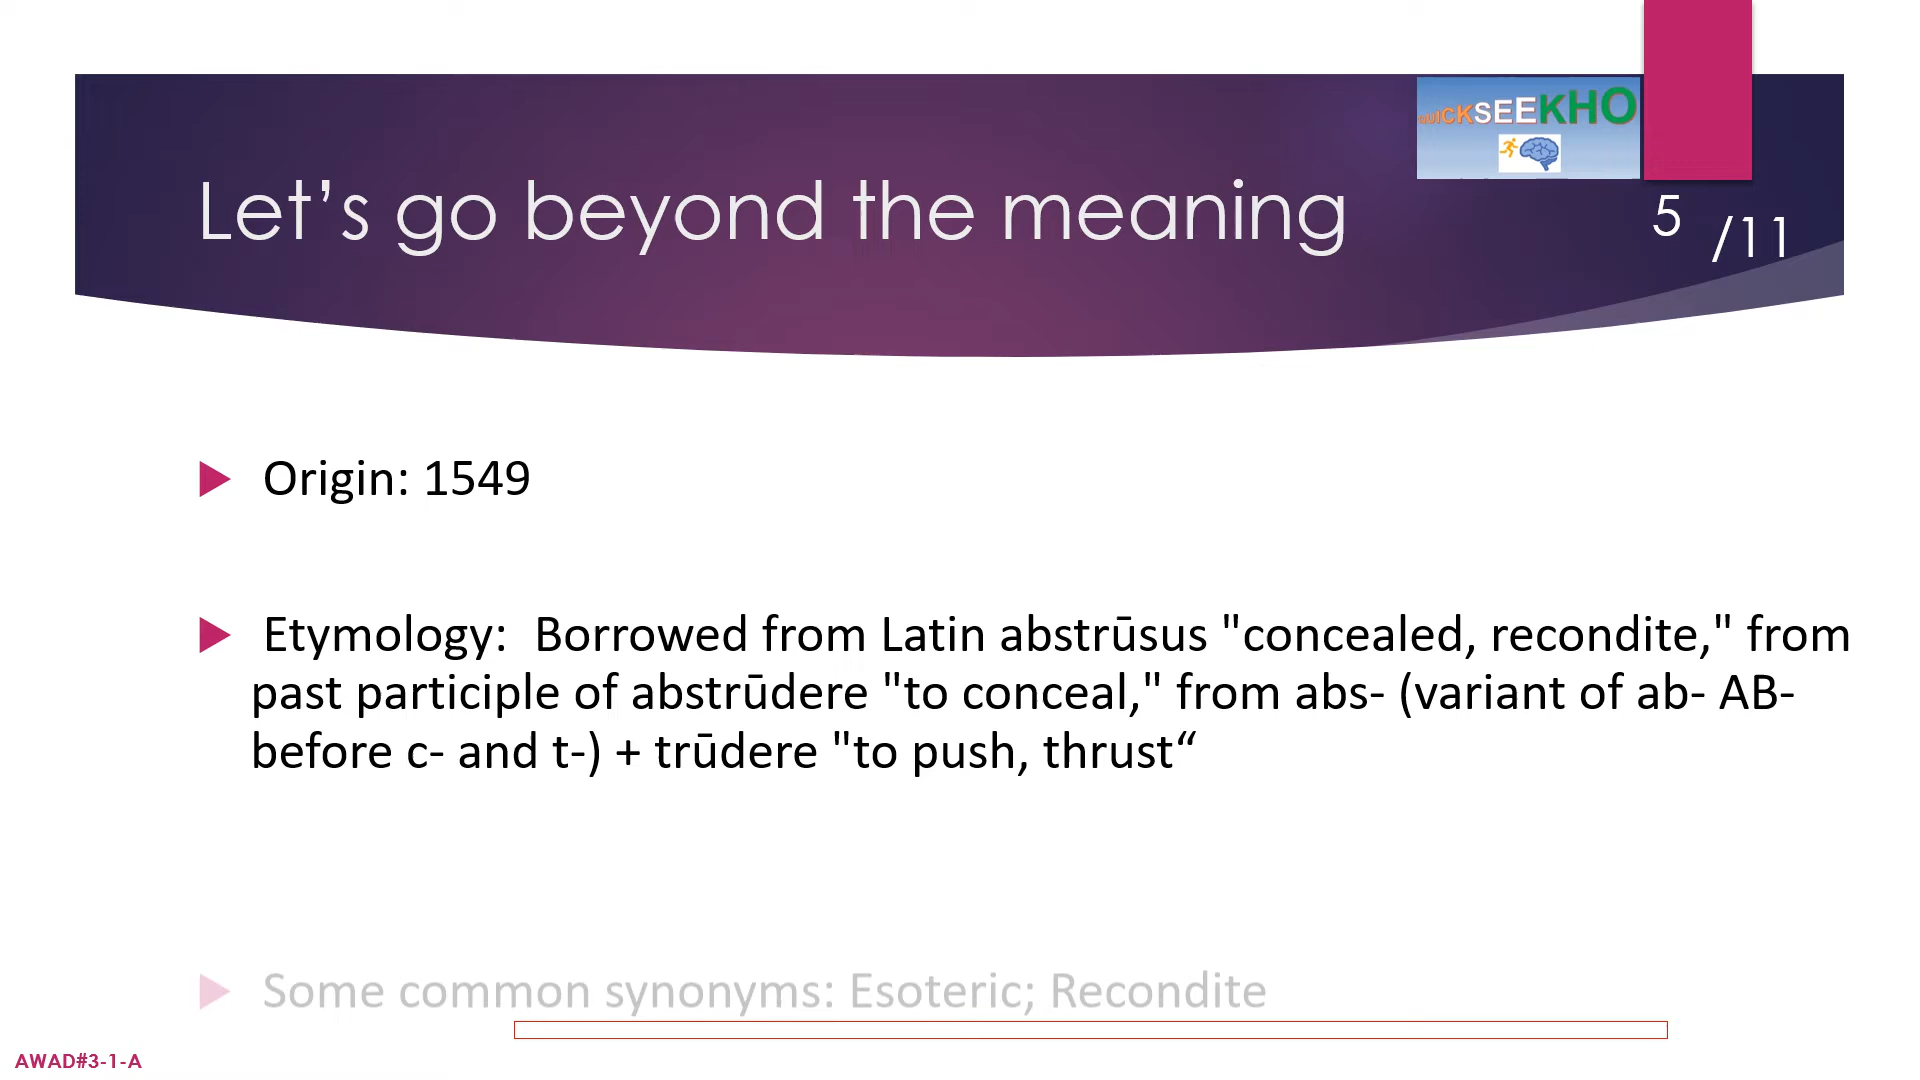 QUICKSEEKHO
Let’s go beyond the meaning
5 /11
Origin: 1549
Etymology:  Borrowed from Latin abstrūsus "concealed, recondite," from
past participle of abstrūdere "to conceal," from abs- (variant of ab- AB-
before c- and t-) + trūdere "to push, thrust“
Some common synonyms: Esoteric; Recondite
AWAD#3-1-A